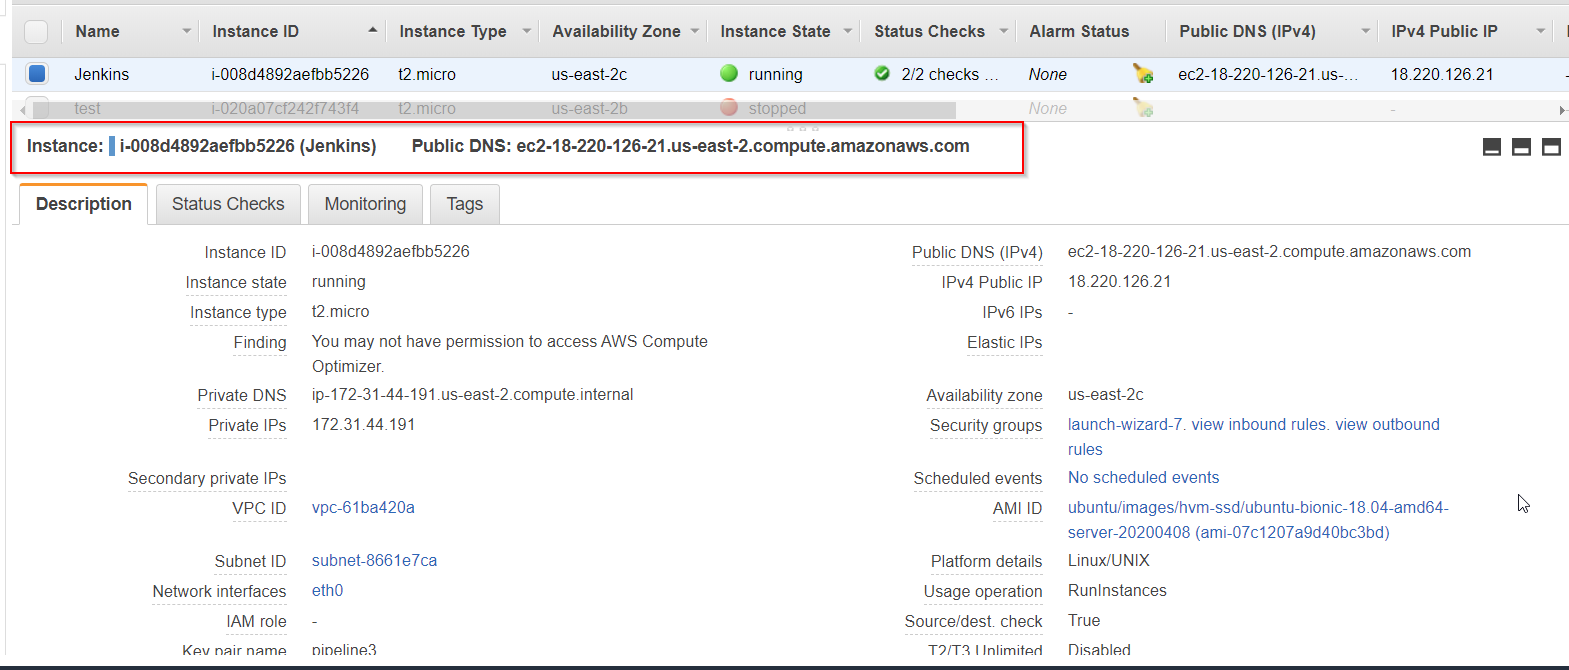 Name Instance ID Instance Type Availability Zone Instance State Status Checks Alarm Status Public DNS (IPv4) IPv4 Public IP
Jenkins i-008d4892aefbb5226 t2.micro us-east-2c running 2/2 checks ... None ec2-18-220-126-21.us-... 18.220.126.21
test i-020a07cf242f743f4 t2.micro us-east-2b stopped None -
Instance: i-008d4892aefbb5226 (Jenkins) Public DNS: ec2-18-220-126-21.us-east-2.compute.amazonaws.com
Description Status Checks Monitoring Tags
Instance ID i-008d4892aefbb5226 Public DNS (IPv4) ec2-18-220-126-21.us-east-2.compute.amazonaws.com
Instance state running IPv4 Public IP 18.220.126.21
Instance type t2.micro IPv6 IPs -
Finding You may not have permission to access AWS Compute Elastic IPs
Optimizer.
Private DNS ip-172-31-44-191.us-east-2.compute.internal Availability zone us-east-2c
Private IPs 172.31.44.191 Security groups launch-wizard-7. view inbound rules. view outbound
rules
Secondary private IPs Scheduled events No scheduled events
VPC ID vpc-61ba420a AMI ID ubuntu/images/hvm-ssd/ubuntu-bionic-18.04-amd64-
server-20200408 (ami-07c1207a9d40bc3bd)
Subnet ID subnet-8661e7ca Platform details Linux/UNIX
Network interfaces eth0 Usage operation RunInstances
IAM role - Source/dest. check True
Key pair name pipeline3 T2/T3 Unlimited Disabled